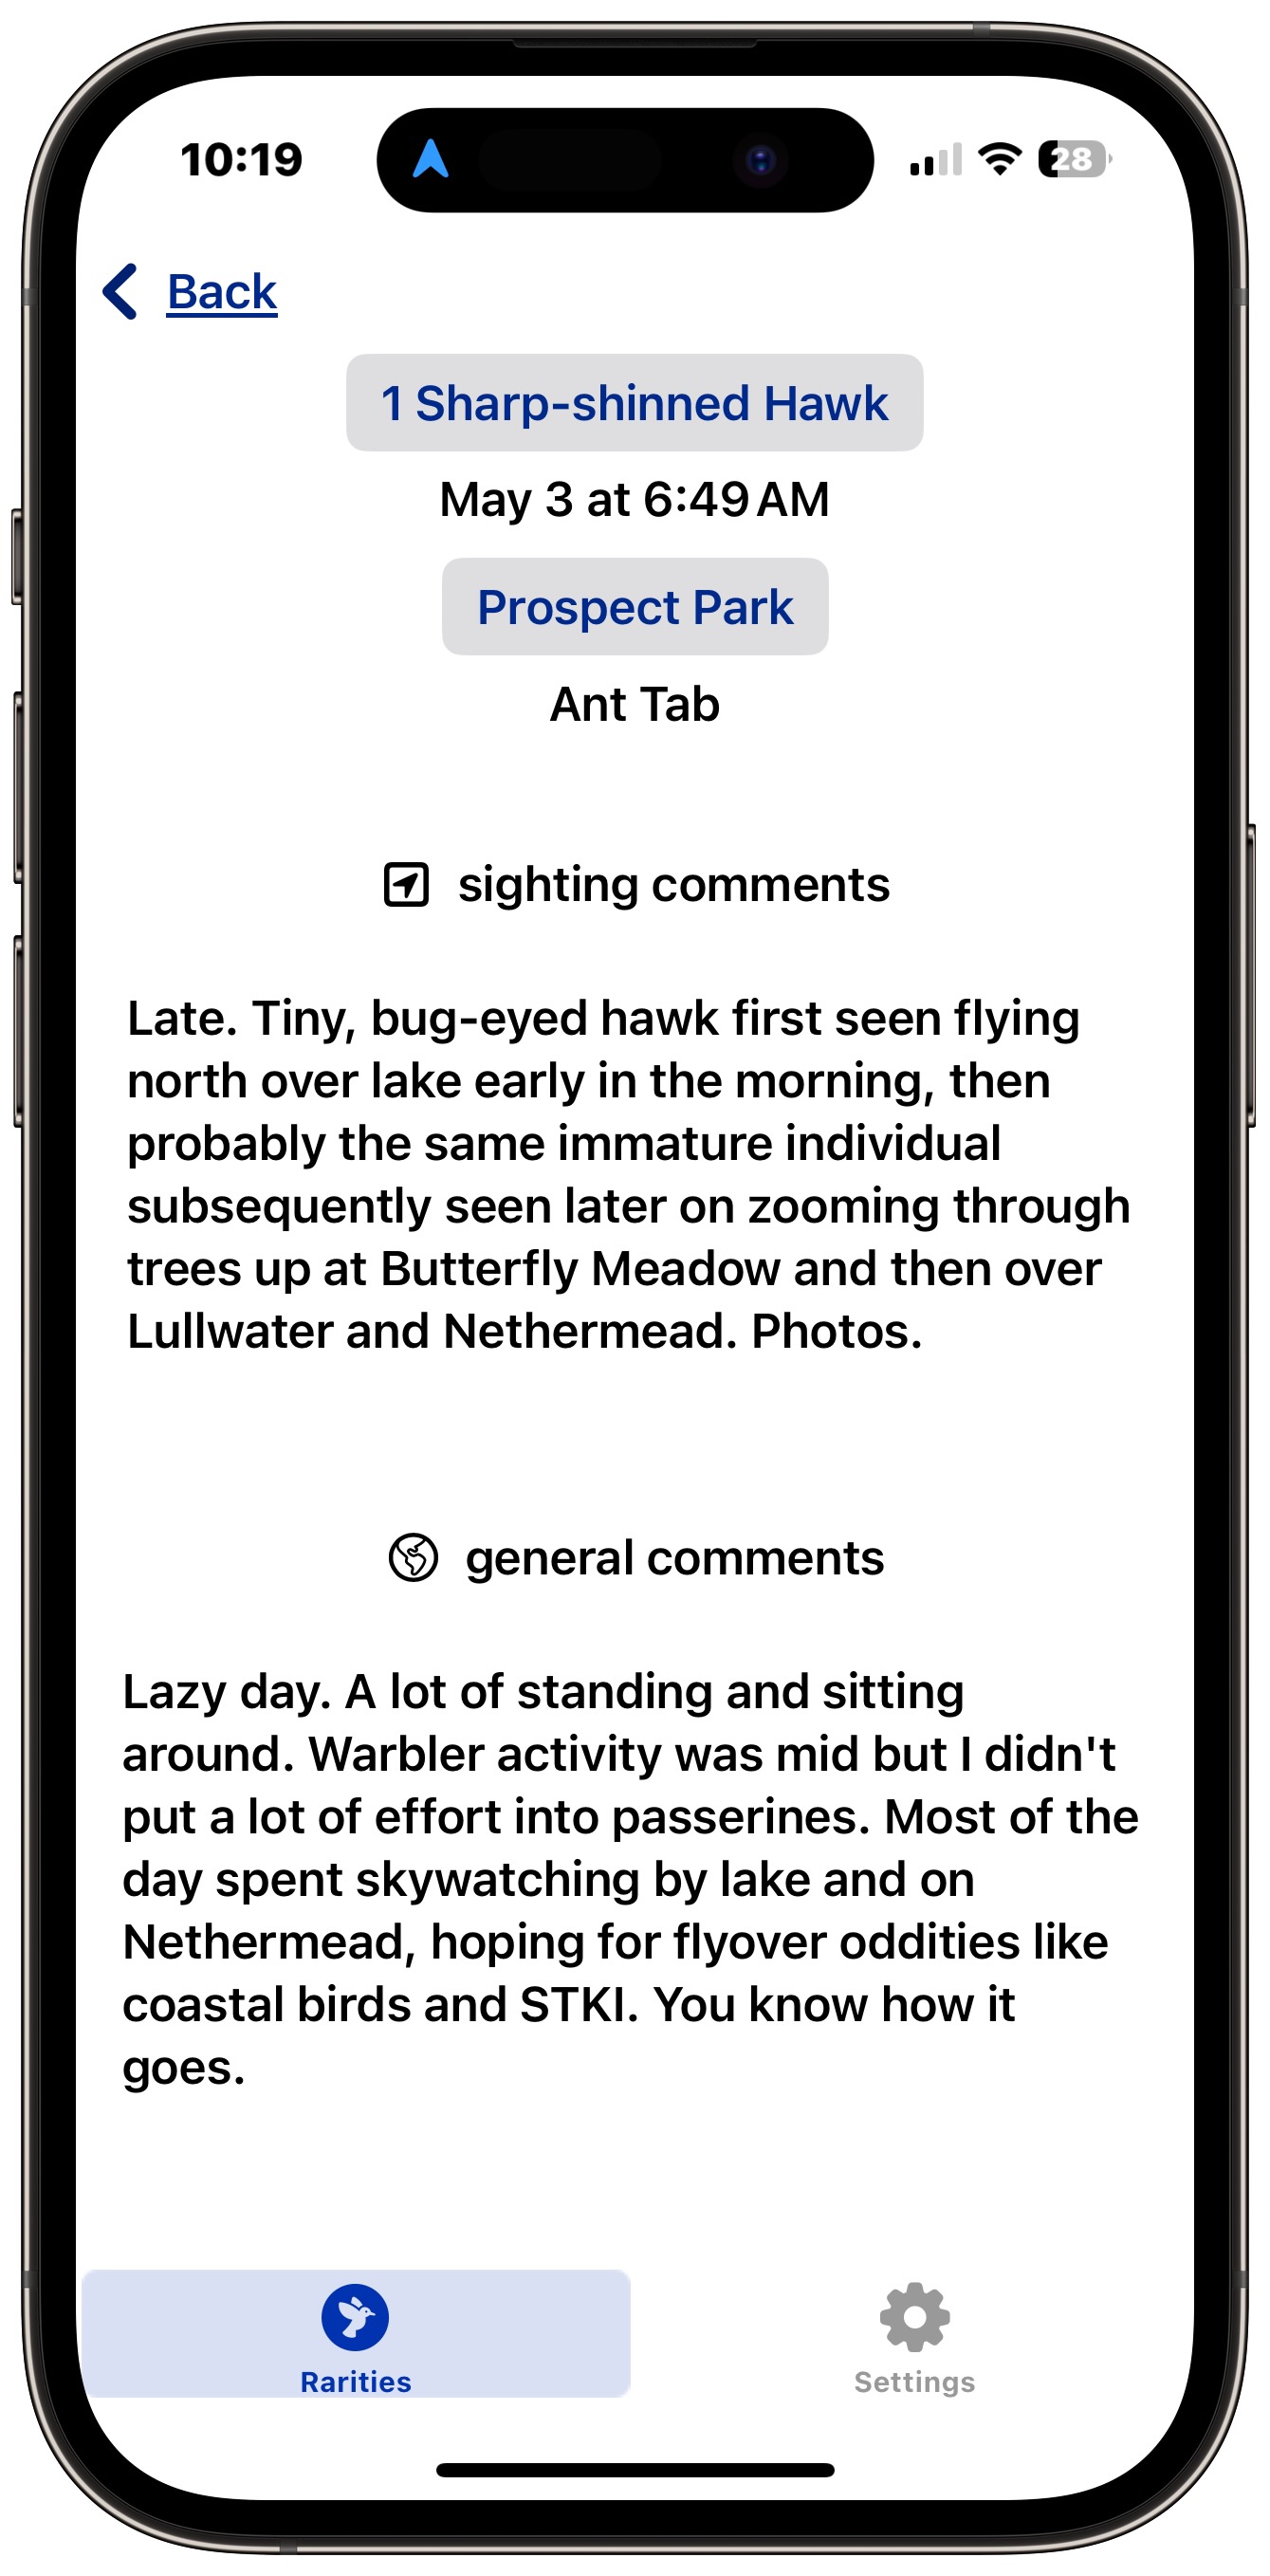 10:19
28
Back
1 Sharp-shinned Hawk
May 3 at 6:49 AM
Prospect Park
Ant Tab
sighting comments
Late. Tiny, bug-eyed hawk first seen flying
north over lake early in the morning, then
probably the same immature individual
subsequently seen later on zooming through
trees up at Butterfly Meadow and then over
Lullwater and Nethermead. Photos.
general comments
Lazy day. A lot of standing and sitting
around. Warbler activity was mid but I didn't
put a lot of effort into passerines. Most of the
day spent skywatching by lake and on
Nethermead, hoping for flyover oddities like
coastal birds and STKI. You know how it
goes.
Rarities
Settings